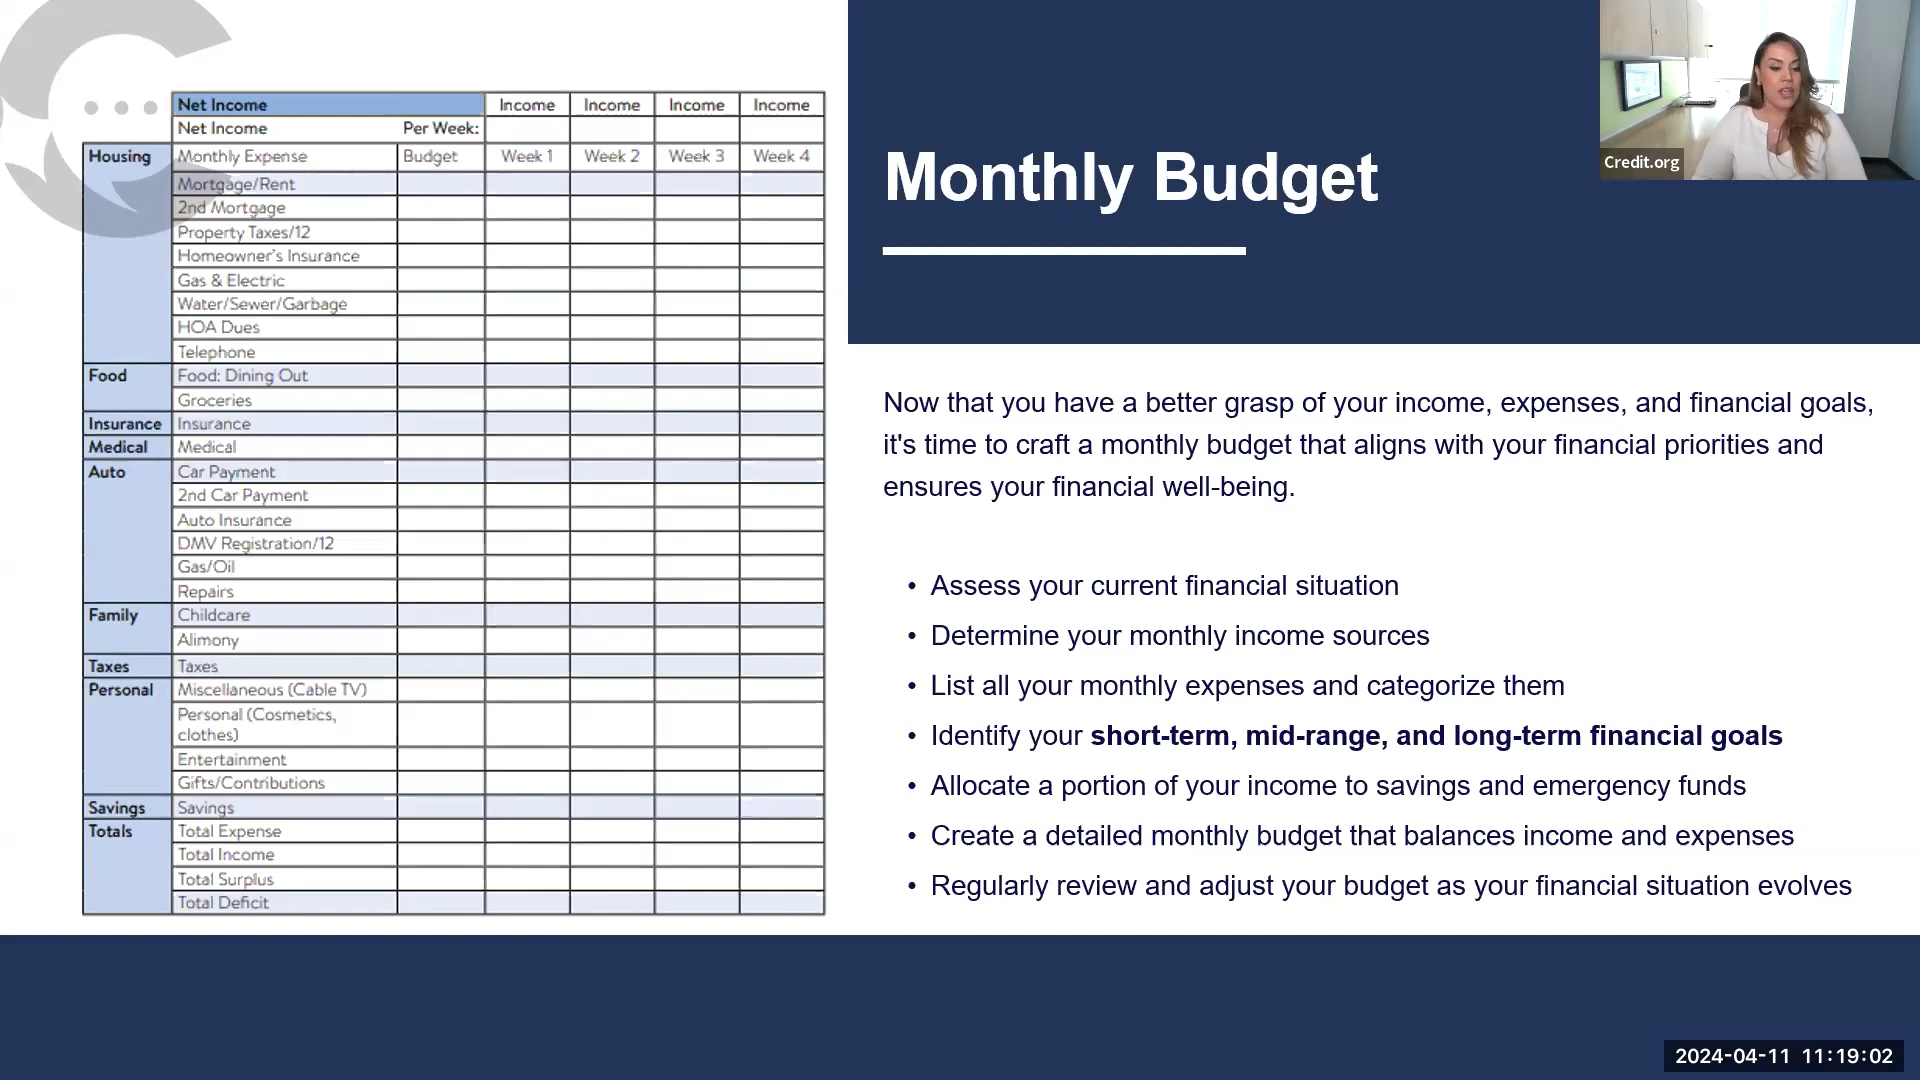 Net Income Income Income Income Income
Net Income Per Week:
Housing Monthly Expense Budget Week 1 Week 2 Week 3 Week 4
Mortgage/Rent
2nd Mortgage
Property Taxes/12
Homeowner's Insurance
Gas & Electric
Water/Sewer/Garbage
HOA Dues
Telephone
Food Food: Dining Out
Groceries
Insurance Insurance
Medical Medical
Auto Car Payment
2nd Car Payment
Auto Insurance
DMV Registration/12
Gas/Oil
Repairs
Family Childcare
Alimony
Taxes Taxes
Personal Miscellaneous (Cable TV)
Personal (Cosmetics,
clothes)
Entertainment
Gifts/Contributions
Savings Savings
Totals Total Expense
Total Income
Total Surplus
Total Deficit
Monthly Budget
Credit.org
Now that you have a better grasp of your income, expenses, and financial goals,
it's time to craft a monthly budget that aligns with your financial priorities and
ensures your financial well-being.
• Assess your current financial situation
• Determine your monthly income sources
• List all your monthly expenses and categorize them
• Identify your short-term, mid-range, and long-term financial goals
• Allocate a portion of your income to savings and emergency funds
• Create a detailed monthly budget that balances income and expenses
• Regularly review and adjust your budget as your financial situation evolves
2024-04-11 11:19:02